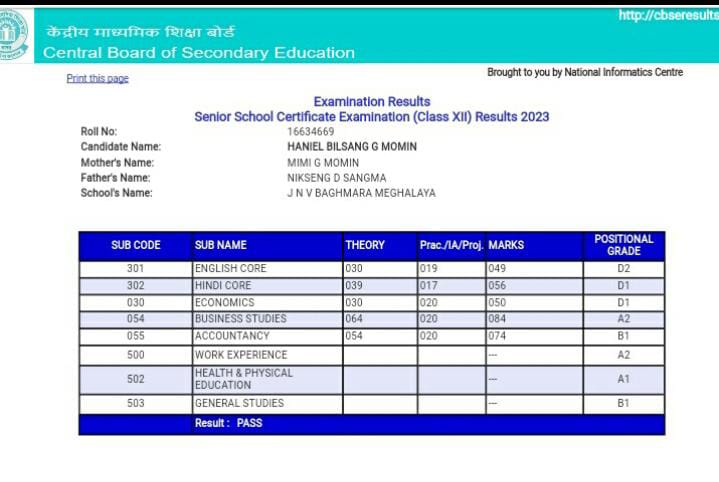 http://cbseresults
केंद्रीय माध्यमिक शिक्षा बोर्ड
Central Board of Secondary Education
Print this page
Brought to you by National Informatics Centre
Examination Results
Senior School Certificate Examination (Class XII) Results 2023
Roll No: 16634669
Candidate Name: HANIEL BILSANG G MOMIN
Mother's Name: MIMI G MOMIN
Father's Name: NIKSENG D SANGMA
School's Name: J N V BAGHMARA MEGHALAYA
SUB CODE SUB NAME THEORY Prac./IA/Proj. MARKS POSITIONAL GRADE
301 ENGLISH CORE 030 019 049 D2
302 HINDI CORE 039 017 056 D1
030 ECONOMICS 030 020 050 D1
054 BUSINESS STUDIES 064 020 084 A2
055 ACCOUNTANCY 054 020 074 B1
500 WORK EXPERIENCE --- A2
502 HEALTH & PHYSICAL EDUCATION --- A1
503 GENERAL STUDIES --- B1
Result : PASS